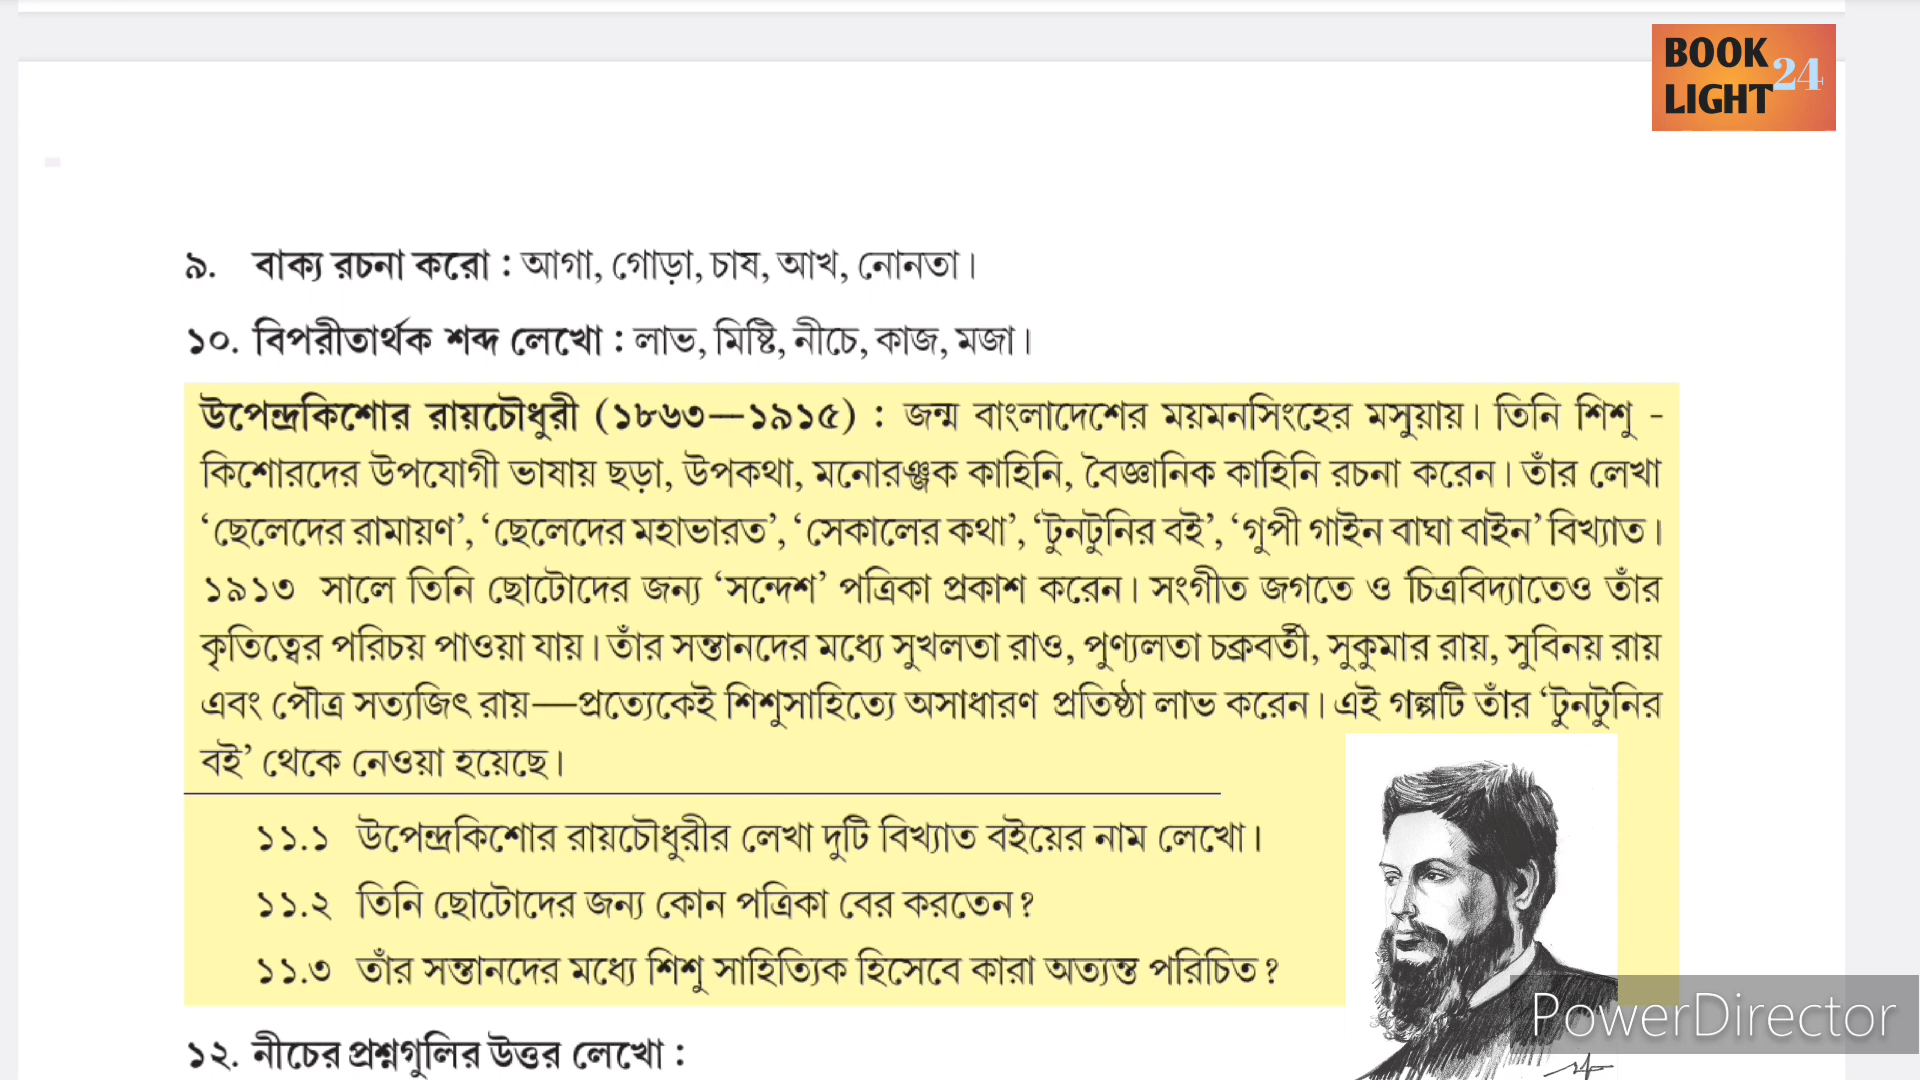 BOOK
LIGHT 24
৯. বাক্য রচনা করো : আগা, গোড়া, চাষ, আখ, নোনতা।
১০. বিপরীতার্থক শব্দ লেখো : লাভ, মিষ্টি, নীচে, কাজ, মজা।
উপেন্দ্রকিশোর রায়চৌধুরী (১৮৬৩—১৯১৫) : জন্ম বাংলাদেশের ময়মনসিংহের মসুয়ায়। তিনি শিশু -
কিশোরদের উপযোগী ভাষায় ছড়া, উপকথা, মনোরঞ্জক কাহিনি, বৈজ্ঞানিক কাহিনি রচনা করেন। তাঁর লেখা
‘ছেলেদের রামায়ণ’, ‘ছেলেদের মহাভারত’, ‘সেকালের কথা’, ‘টুনটুনির বই’, ‘গুপী গাইন বাঘা বাইন’ বিখ্যাত।
১৯১৩ সালে তিনি ছোটোদের জন্য ‘সন্দেশ’ পত্রিকা প্রকাশ করেন। সংগীত জগতে ও চিত্রবিদ্যাতেও তাঁর
কৃতিত্বের পরিচয় পাওয়া যায়। তাঁর সন্তানদের মধ্যে সুখলতা রাও, পুণ্যলতা চক্রবর্তী, সুকুমার রায়, সুবিনয় রায়
এবং পৌত্র সত্যজিৎ রায়—প্রত্যেকেই শিশুসাহিত্যে অসাধারণ প্রতিষ্ঠা লাভ করেন। এই গল্পটি তাঁর ‘টুনটুনির
বই’ থেকে নেওয়া হয়েছে।
১১.১ উপেন্দ্রকিশোর রায়চৌধুরীর লেখা দুটি বিখ্যাত বইয়ের নাম লেখো।
১১.২ তিনি ছোটোদের জন্য কোন পত্রিকা বের করতেন?
১১.৩ তাঁর সন্তানদের মধ্যে শিশু সাহিত্যিক হিসেবে কারা অত্যন্ত পরিচিত?
PowerDirector
১২. নীচের প্রশ্নগুলির উত্তর লেখো :